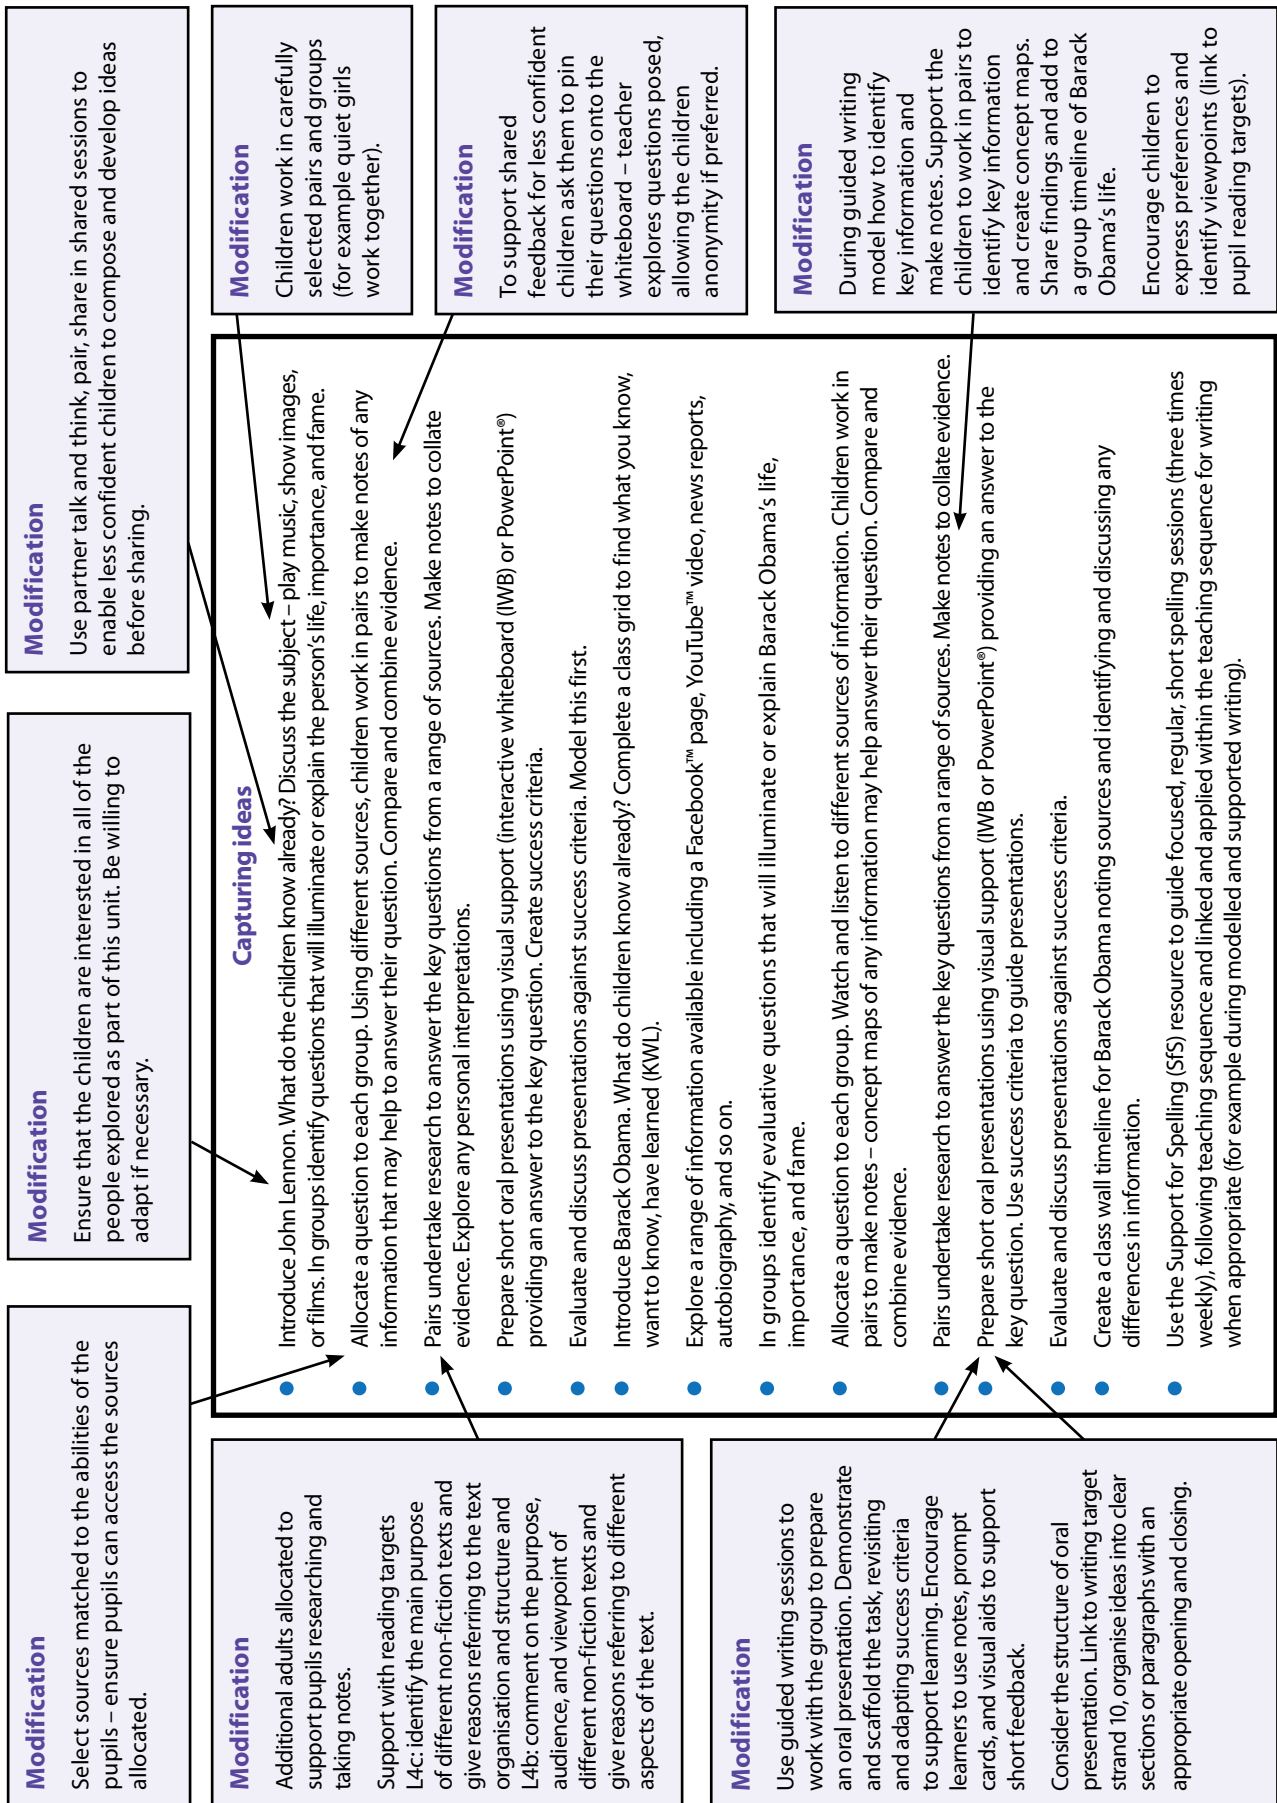 Modification
Select sources matched to the abilities of the
pupils – ensure pupils can access the sources
allocated.
Modification
Ensure that the children are interested in all of the
people explored as part of this unit. Be willing to
adapt if necessary.
Modification
Use partner talk and think, pair, share in shared sessions to
enable less confident children to compose and develop ideas
before sharing.
Modification
Additional adults allocated to
support pupils researching and
taking notes.
Support with reading targets
L4c: identify the main purpose
of different non-fiction texts and
give reasons referring to the text
organisation and structure and
L4b: comment on the purpose,
audience, and viewpoint of
different non-fiction texts and
give reasons referring to different
aspects of the text.
Modification
Use guided writing sessions to
work with the group to prepare
an oral presentation. Demonstrate
and scaffold the task, revisiting
and adapting success criteria
to support learning. Encourage
learners to use notes, prompt
cards, and visual aids to support
short feedback.
Consider the structure of oral
presentation. Link to writing target
strand 10, organise ideas into clear
sections or paragraphs with an
appropriate opening and closing.
Capturing ideas
● Introduce John Lennon. What do the children know already? Discuss the subject – play music, show images,
or films. In groups identify questions that will illuminate or explain the person's life, importance, and fame.
● Allocate a question to each group. Using different sources, children work in pairs to make notes of any
information that may help to answer their question. Compare and combine evidence.
● Pairs undertake research to answer the key questions from a range of sources. Make notes to collate
evidence. Explore any personal interpretations.
● Prepare short oral presentations using visual support (interactive whiteboard (IWB) or PowerPoint®)
providing an answer to the key question. Create success criteria.
● Evaluate and discuss presentations against success criteria. Model this first.
● Introduce Barack Obama. What do children know already? Complete a class grid to find what you know,
want to know, have learned (KWL).
● Explore a range of information available including a Facebook™ page, YouTube™ video, news reports,
autobiography, and so on.
● In groups identify evaluative questions that will illuminate or explain Barack Obama's life,
importance, and fame.
● Allocate a question to each group. Watch and listen to different sources of information. Children work in
pairs to make notes – concept maps of any information may help answer their question. Compare and
combine evidence.
● Pairs undertake research to answer the key questions from a range of sources. Make notes to collate evidence.
● Prepare short oral presentations using visual support (IWB or PowerPoint®) providing an answer to the
key question. Use success criteria to guide presentations.
● Evaluate and discuss presentations against success criteria.
● Create a class wall timeline for Barack Obama noting sources and identifying and discussing any
differences in information.
● Use the Support for Spelling (SfS) resource to guide focused, regular, short spelling sessions (three times
weekly), following teaching sequence and linked and applied within the teaching sequence for writing
when appropriate (for example during modelled and supported writing).
Modification
Children work in carefully
selected pairs and groups
(for example quiet girls
work together).
Modification
To support shared
feedback for less confident
children ask them to pin
their questions onto the
whiteboard – teacher
explores questions posed,
allowing the children
anonymity if preferred.
Modification
During guided writing
model how to identify
key information and
make notes. Support the
children to work in pairs to
identify key information
and create concept maps.
Share findings and add to
a group timeline of Barack
Obama's life.
Encourage children to
express preferences and
identify viewpoints (link to
pupil reading targets).